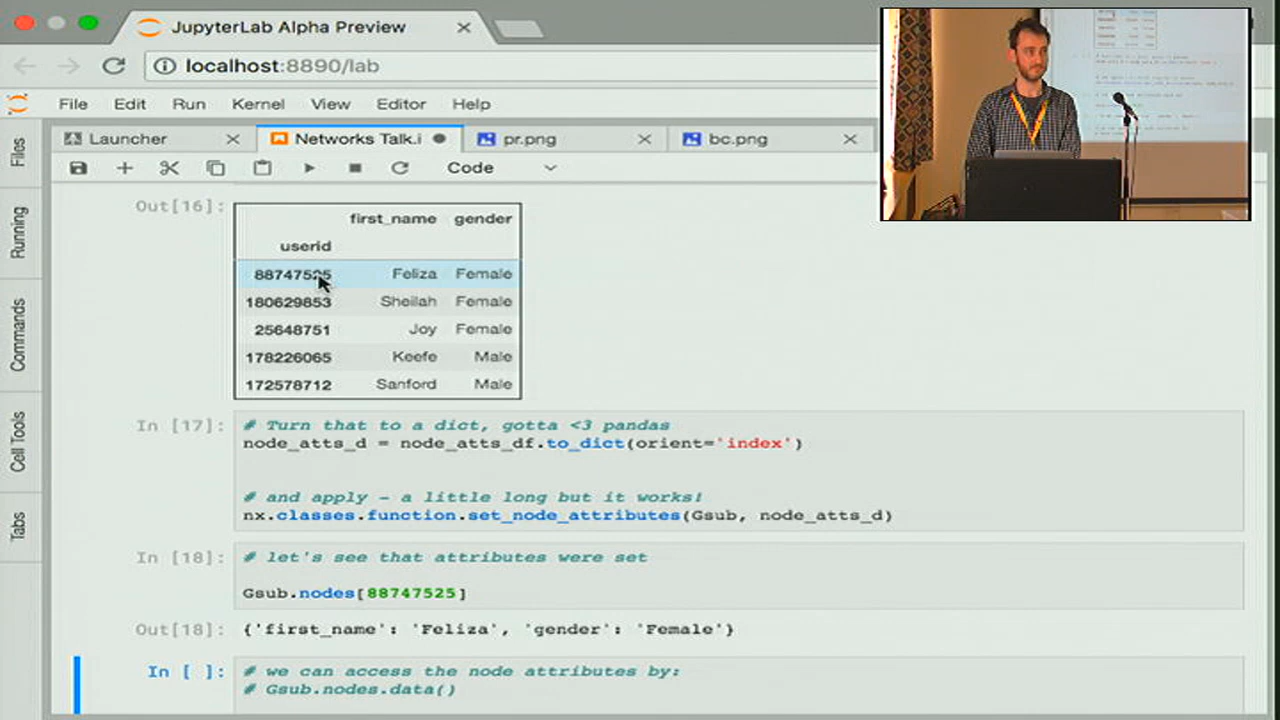 JupyterLab Alpha Preview
localhost:8890/lab
File Edit Run Kernel View Editor Help
Launcher Networks Talk.i pr.png bc.png
Code
Files
Running
Commands
Cell Tools
Tabs
Out[16]:
first_name gender
userid
88747525 Feliza Female
180629853 Sheilah Female
25648751 Joy Female
178226065 Keefe Male
172578712 Sanford Male
In [17]: # Turn that to a dict, gotta <3 pandas
node_atts_d = node_atts_df.to_dict(orient='index')
# and apply - a little long but it works!
nx.classes.function.set_node_attributes(Gsub, node_atts_d)
In [18]: # let's see that attributes were set
Gsub.nodes[88747525]
Out[18]: {'first_name': 'Feliza', 'gender': 'Female'}
In [ ]: # we can access the node attributes by:
# Gsub.nodes.data()